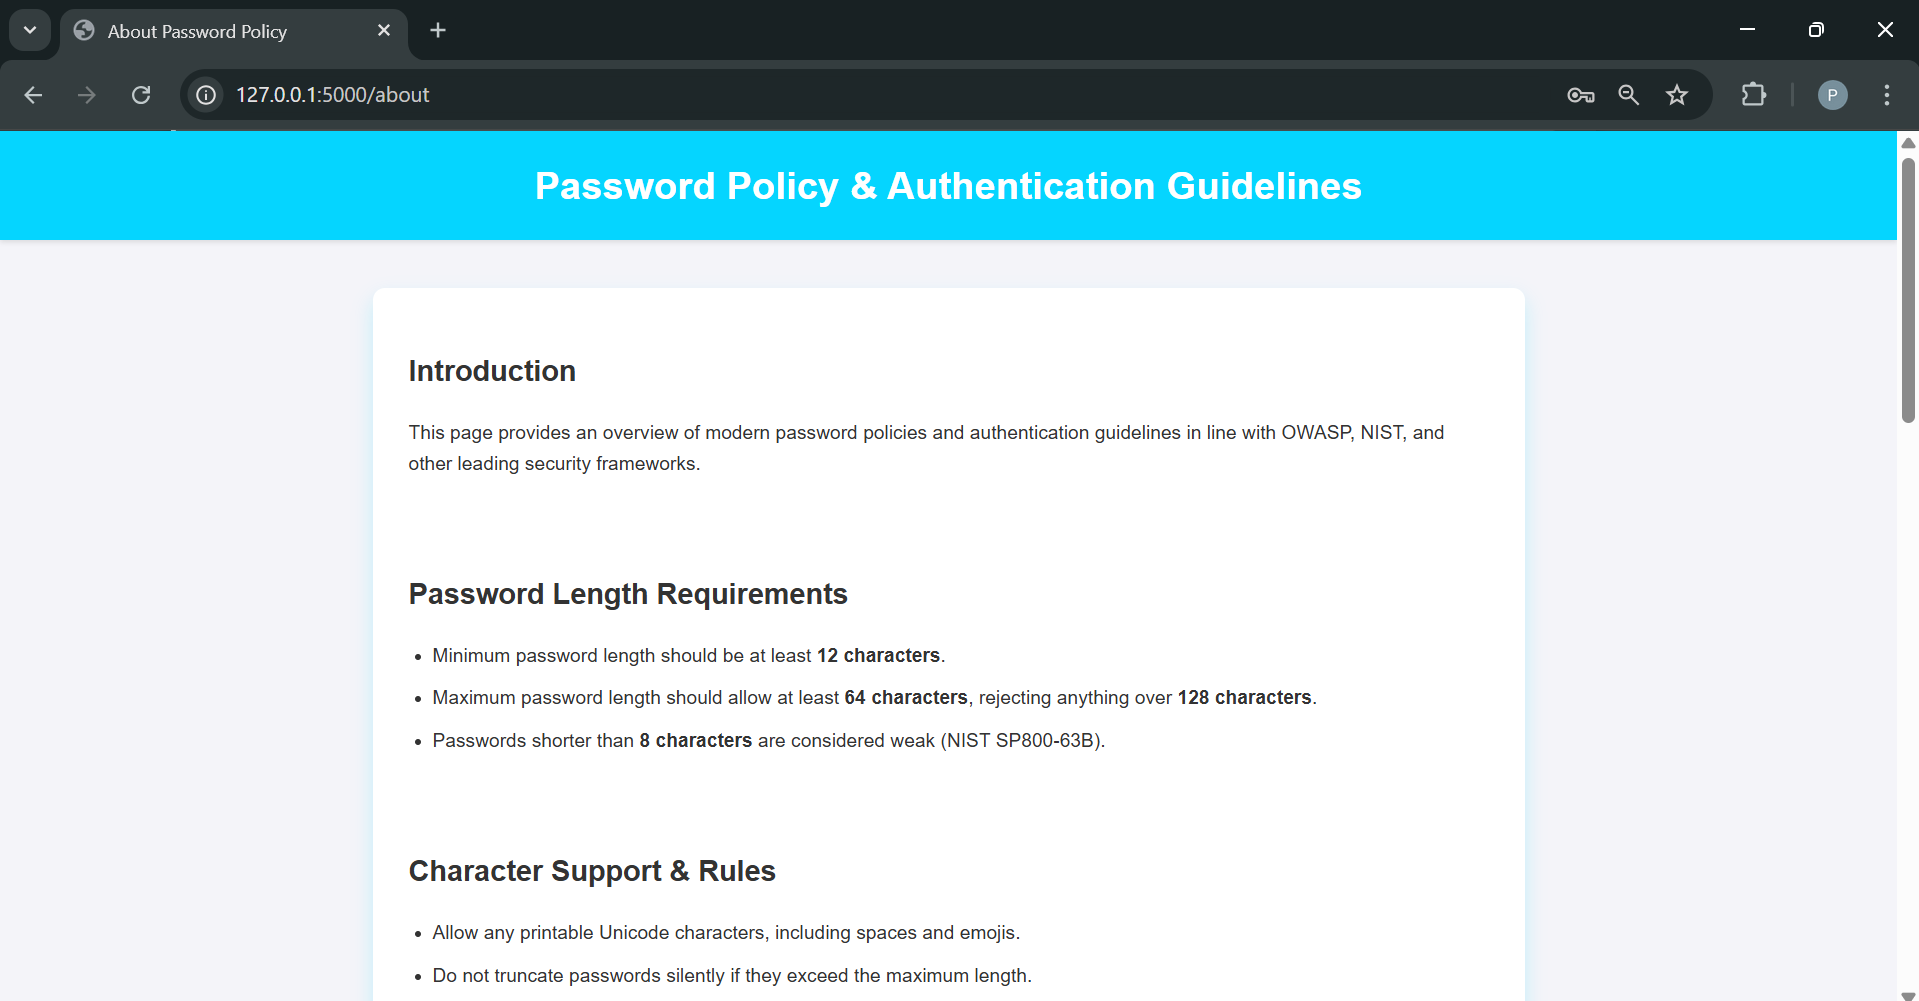 About Password Policy
127.0.0.1:5000/about
P
Password Policy & Authentication Guidelines
Introduction
This page provides an overview of modern password policies and authentication guidelines in line with OWASP, NIST, and
other leading security frameworks.
Password Length Requirements
• Minimum password length should be at least 12 characters.
• Maximum password length should allow at least 64 characters, rejecting anything over 128 characters.
• Passwords shorter than 8 characters are considered weak (NIST SP800-63B).
Character Support & Rules
• Allow any printable Unicode characters, including spaces and emojis.
• Do not truncate passwords silently if they exceed the maximum length.